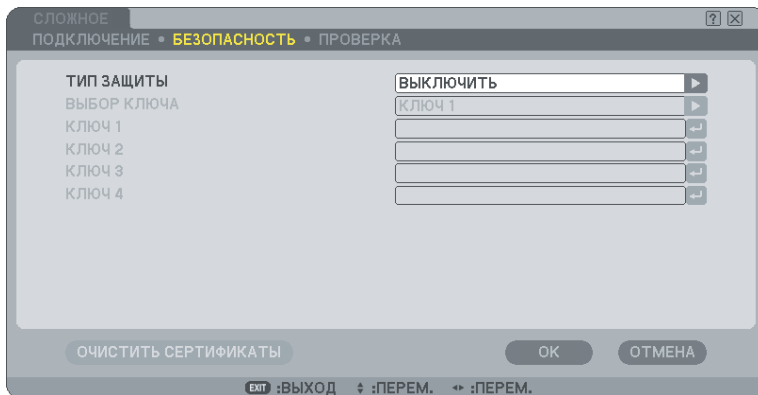 СЛОЖНОЕ
ПОДКЛЮЧЕНИЕ • БЕЗОПАСНОСТЬ • ПРОВЕРКА
ТИП ЗАЩИТЫ ВЫКЛЮЧИТЬ
ВЫБОР КЛЮЧА КЛЮЧ 1
КЛЮЧ 1
КЛЮЧ 2
КЛЮЧ 3
КЛЮЧ 4
ОЧИСТИТЬ СЕРТИФИКАТЫ OK ОТМЕНА
EXIT :ВЫХОД :ПЕРЕМ. :ПЕРЕМ.